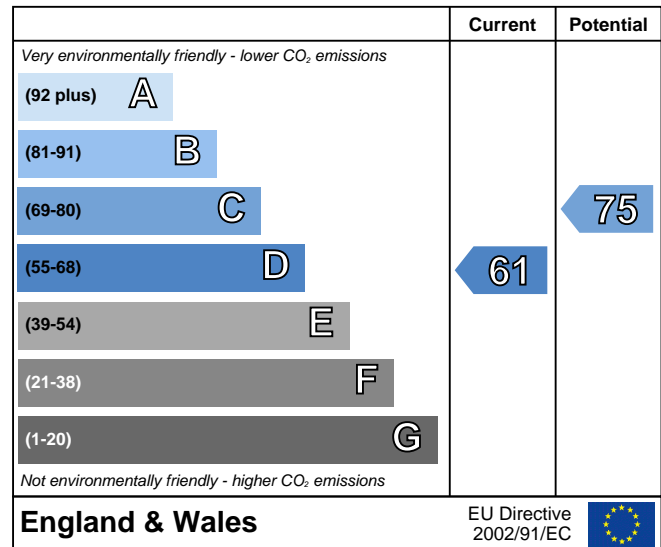 Current Potential
Very environmentally friendly - lower CO₂ emissions
(92 plus) A
(81-91) B
(69-80) C 75
(55-68) D 61
(39-54) E
(21-38) F
(1-20) G
Not environmentally friendly - higher CO₂ emissions
England & Wales
EU Directive
2002/91/EC